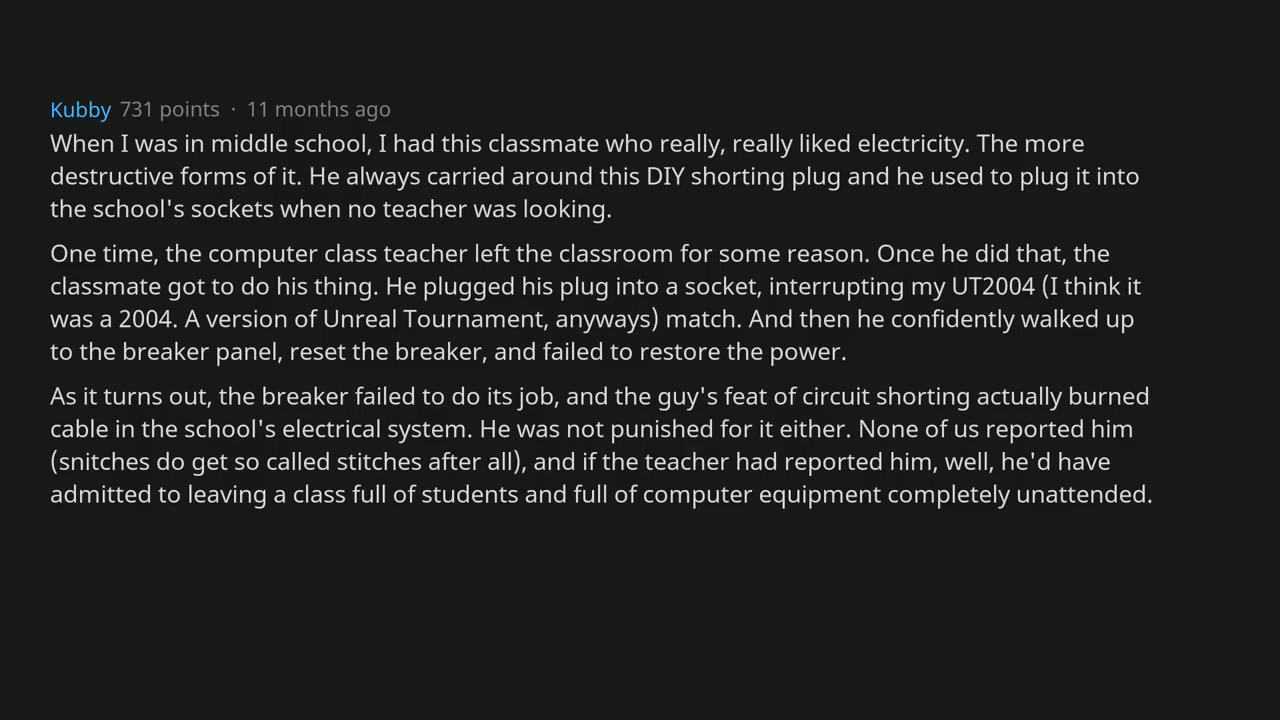 Kubby 731 points · 11 months ago
When I was in middle school, I had this classmate who really, really liked electricity. The more
destructive forms of it. He always carried around this DIY shorting plug and he used to plug it into
the school's sockets when no teacher was looking.
One time, the computer class teacher left the classroom for some reason. Once he did that, the
classmate got to do his thing. He plugged his plug into a socket, interrupting my UT2004 (I think it
was a 2004. A version of Unreal Tournament, anyways) match. And then he confidently walked up
to the breaker panel, reset the breaker, and failed to restore the power.
As it turns out, the breaker failed to do its job, and the guy's feat of circuit shorting actually burned
cable in the school's electrical system. He was not punished for it either. None of us reported him
(snitches do get so called stitches after all), and if the teacher had reported him, well, he'd have
admitted to leaving a class full of students and full of computer equipment completely unattended.